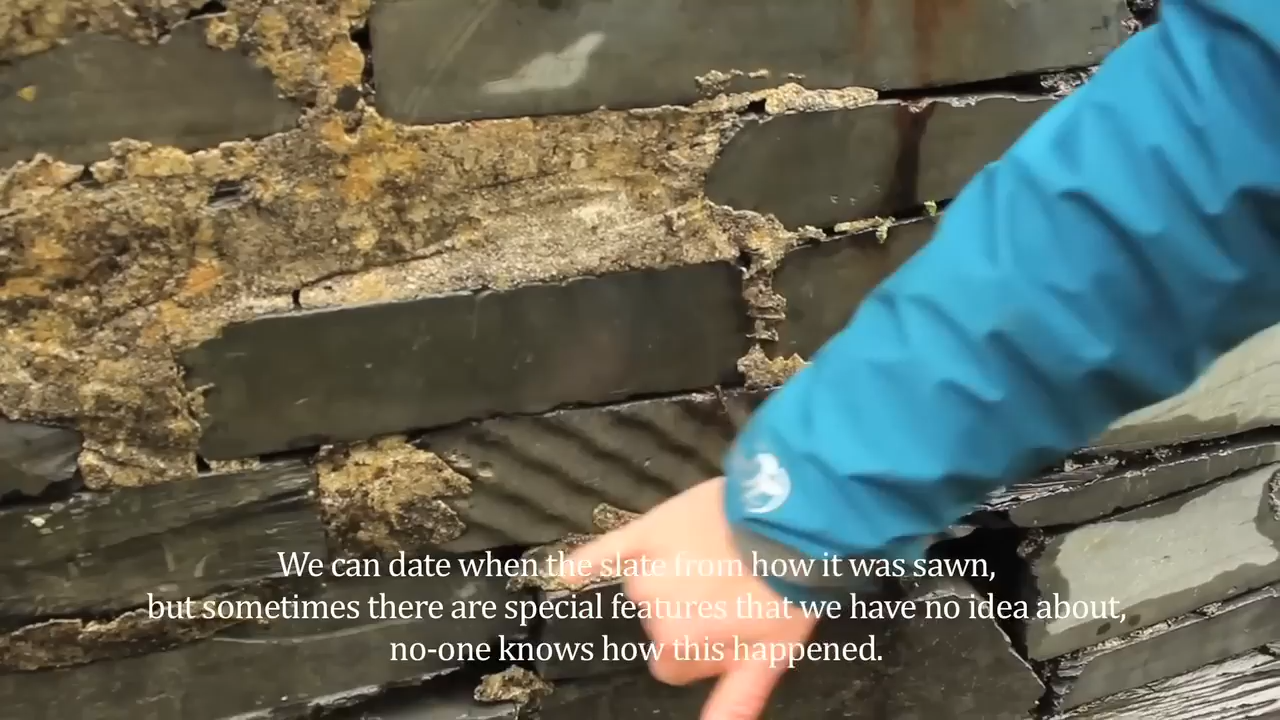 We can date when the slate from how it was sawn,
but sometimes there are special features that we have no idea about,
no-one knows how this happened.